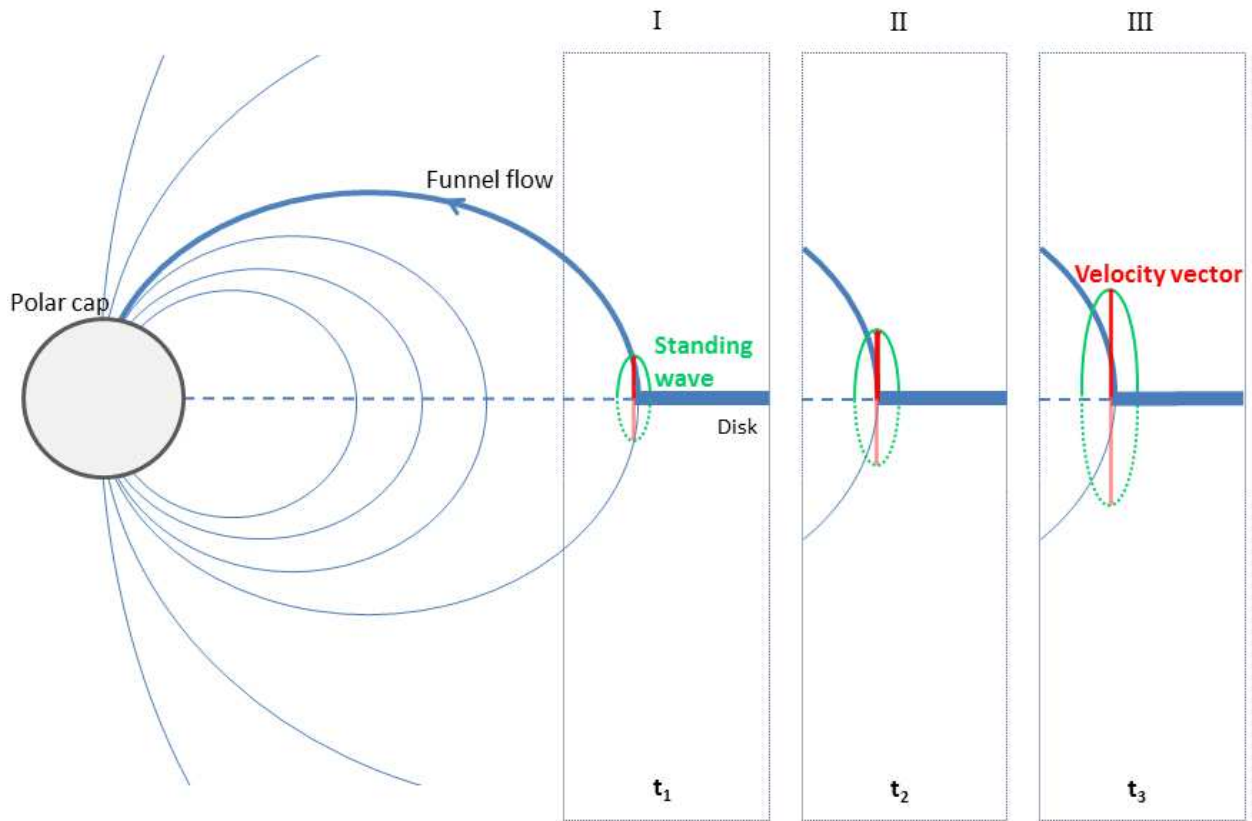 I
II
III
Funnel flow
Velocity vector
Polar cap
Standing
wave
Disk
t₁
t₂
t₃